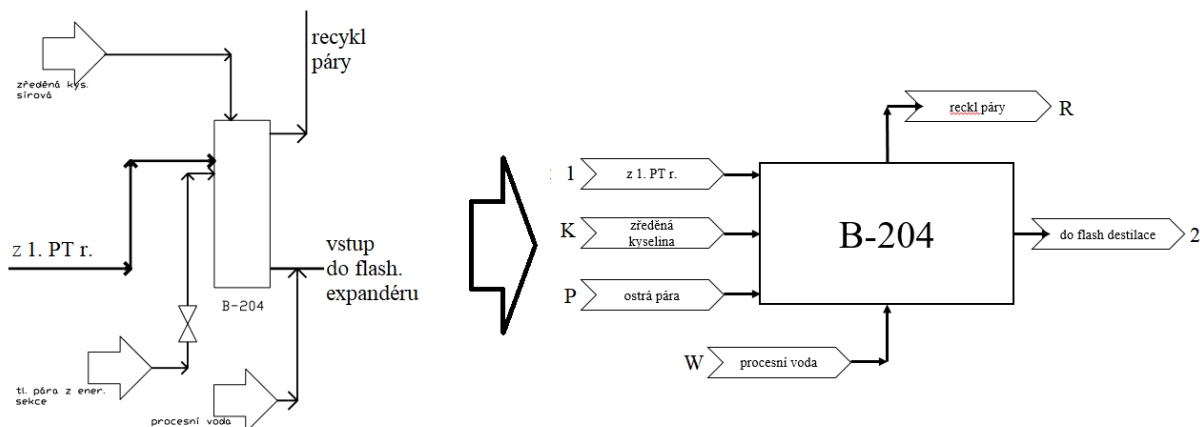 recykl
páry
zředěná kys.
sírová
z 1. PT r.
vstup
do flash.
expandéru
B-204
tl. pára z ener.
sekce
procesní voda
reckl páry
R
1
z 1. PT r.
K
zředěná
kyselina
B-204
do flash destilace
2
P
ostrá pára
W
procesní voda